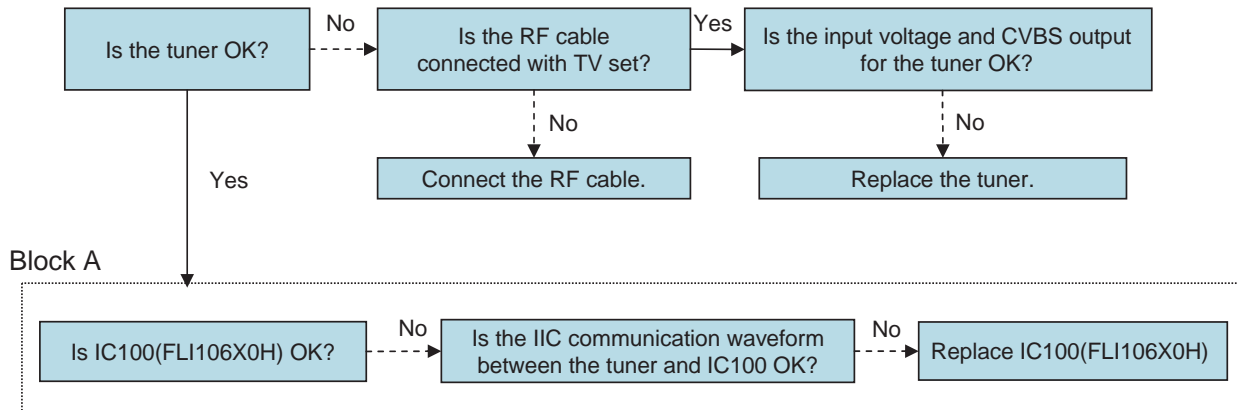 Is the tuner OK?
No
Is the RF cable
connected with TV set?
Yes
Is the input voltage and CVBS output
for the tuner OK?
No
No
Yes
Connect the RF cable.
Replace the tuner.
Block A
Is IC100(FLI106X0H) OK?
No
Is the IIC communication waveform
between the tuner and IC100 OK?
No
Replace IC100(FLI106X0H)